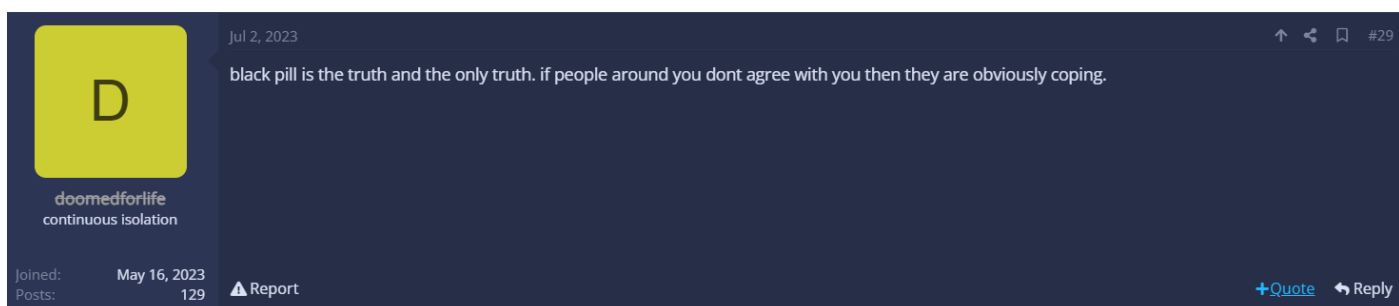 D
doomedforlife
continuous isolation
Joined: May 16, 2023
Posts: 129
Jul 2, 2023
#29
black pill is the truth and the only truth. if people around you dont agree with you then they are obviously coping.
Report
+Quote Reply